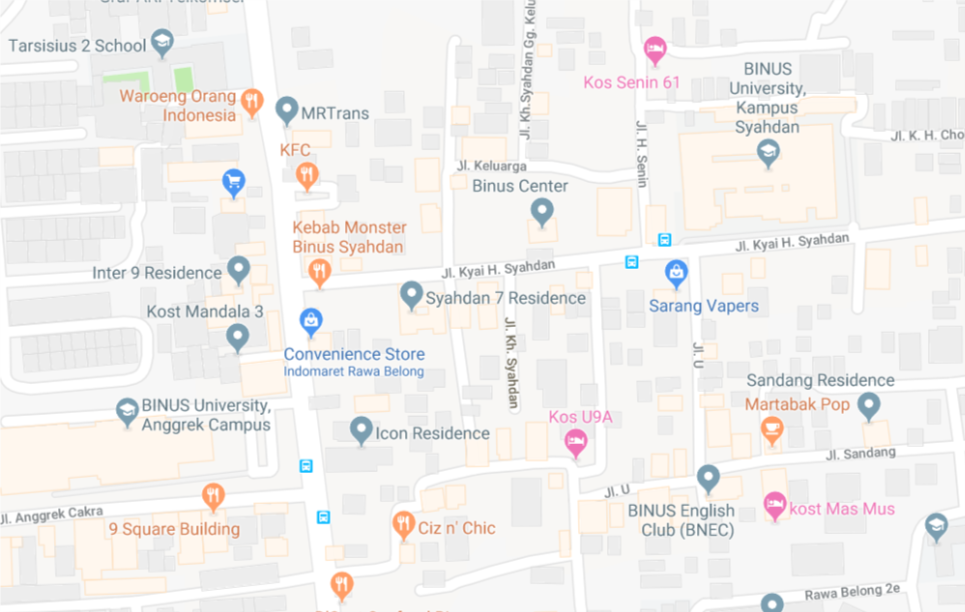 Tarsisius 2 School
Waroeng Orang
Indonesia
MRTrans
KFC
Kebab Monster
Binus Syahdan
Inter 9 Residence
Kost Mandala 3
Convenience Store
Indomaret Rawa Belong
BINUS University,
Anggrek Campus
Icon Residence
Jl. Anggrek Cakra
9 Square Building
Ciz n' Chic
Jl. Kh.Syahdan Gg. Kelu
Jl. Keluarga
Binus Center
Jl. Kyai H. Syahdan
Syahdan 7 Residence
Jl. Kh. Syahdan
Kos U9A
Jl. U
Kos Senin 61
Jl. H. Senin
BINUS
University,
Kampus
Syahdan
Jl. K. H. Cho
Jl. Kyai H. Syahdan
Sarang Vapers
Jl. U
Sandang Residence
Martabak Pop
Jl. Sandang
BINUS English
Club (BNEC)
kost Mas Mus
Rawa Belong 2e